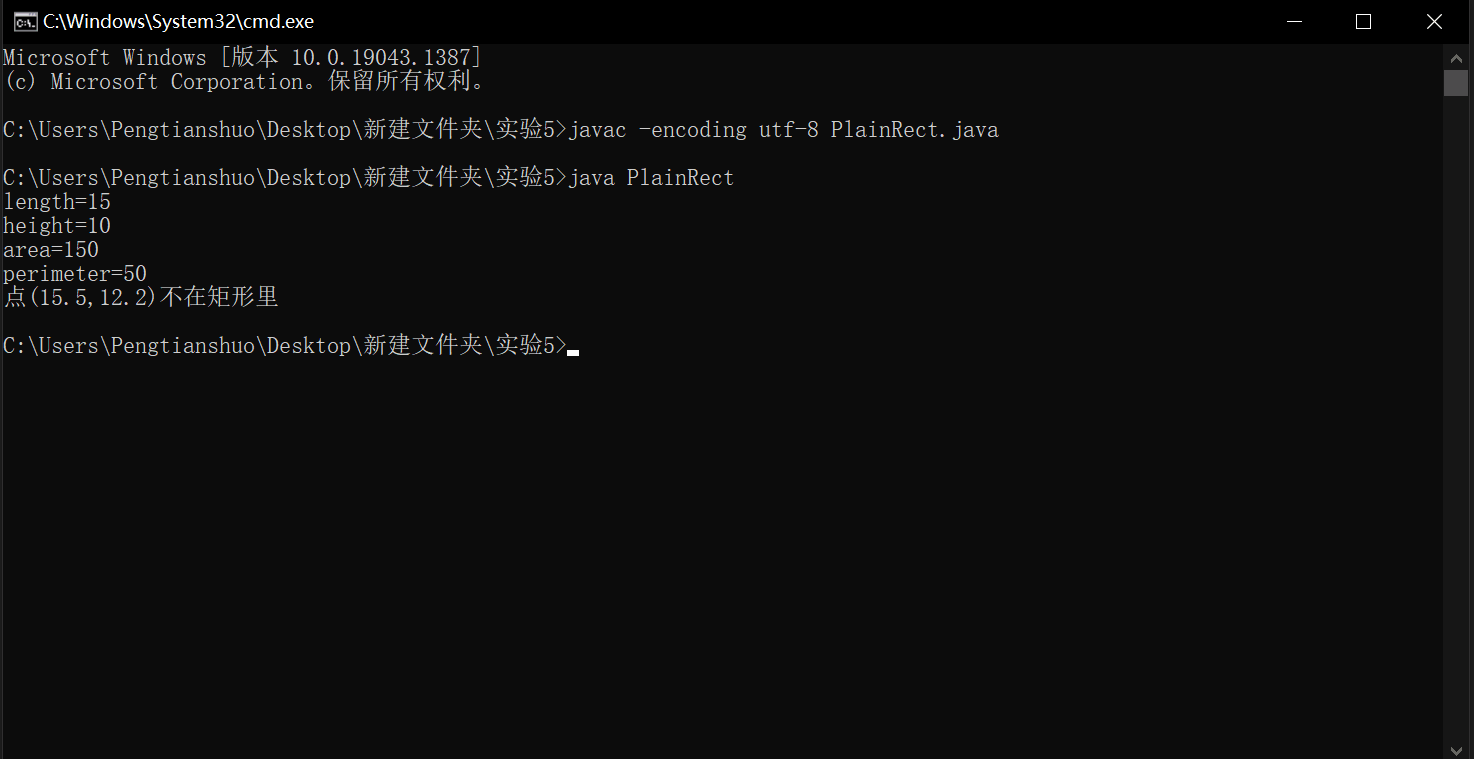 C:\Windows\System32\cmd.exe
Microsoft Windows [版本 10.0.19043.1387]
(c) Microsoft Corporation。保留所有权利。
C:\Users\Pengtianshuo\Desktop\新建文件夹\实验5>javac -encoding utf-8 PlainRect.java
C:\Users\Pengtianshuo\Desktop\新建文件夹\实验5>java PlainRect
length=15
height=10
area=150
perimeter=50
点(15.5,12.2)不在矩形里
C:\Users\Pengtianshuo\Desktop\新建文件夹\实验5>